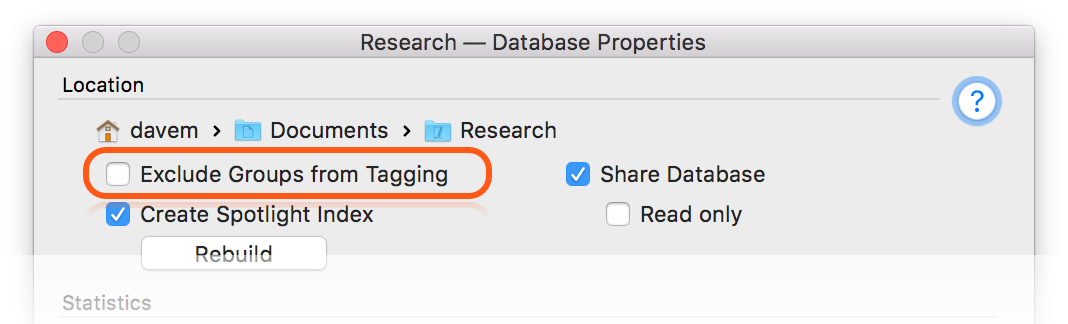 Research — Database Properties
Location
?
davem › Documents › Research
Exclude Groups from Tagging
Share Database
Create Spotlight Index
Read only
Rebuild
Statistics